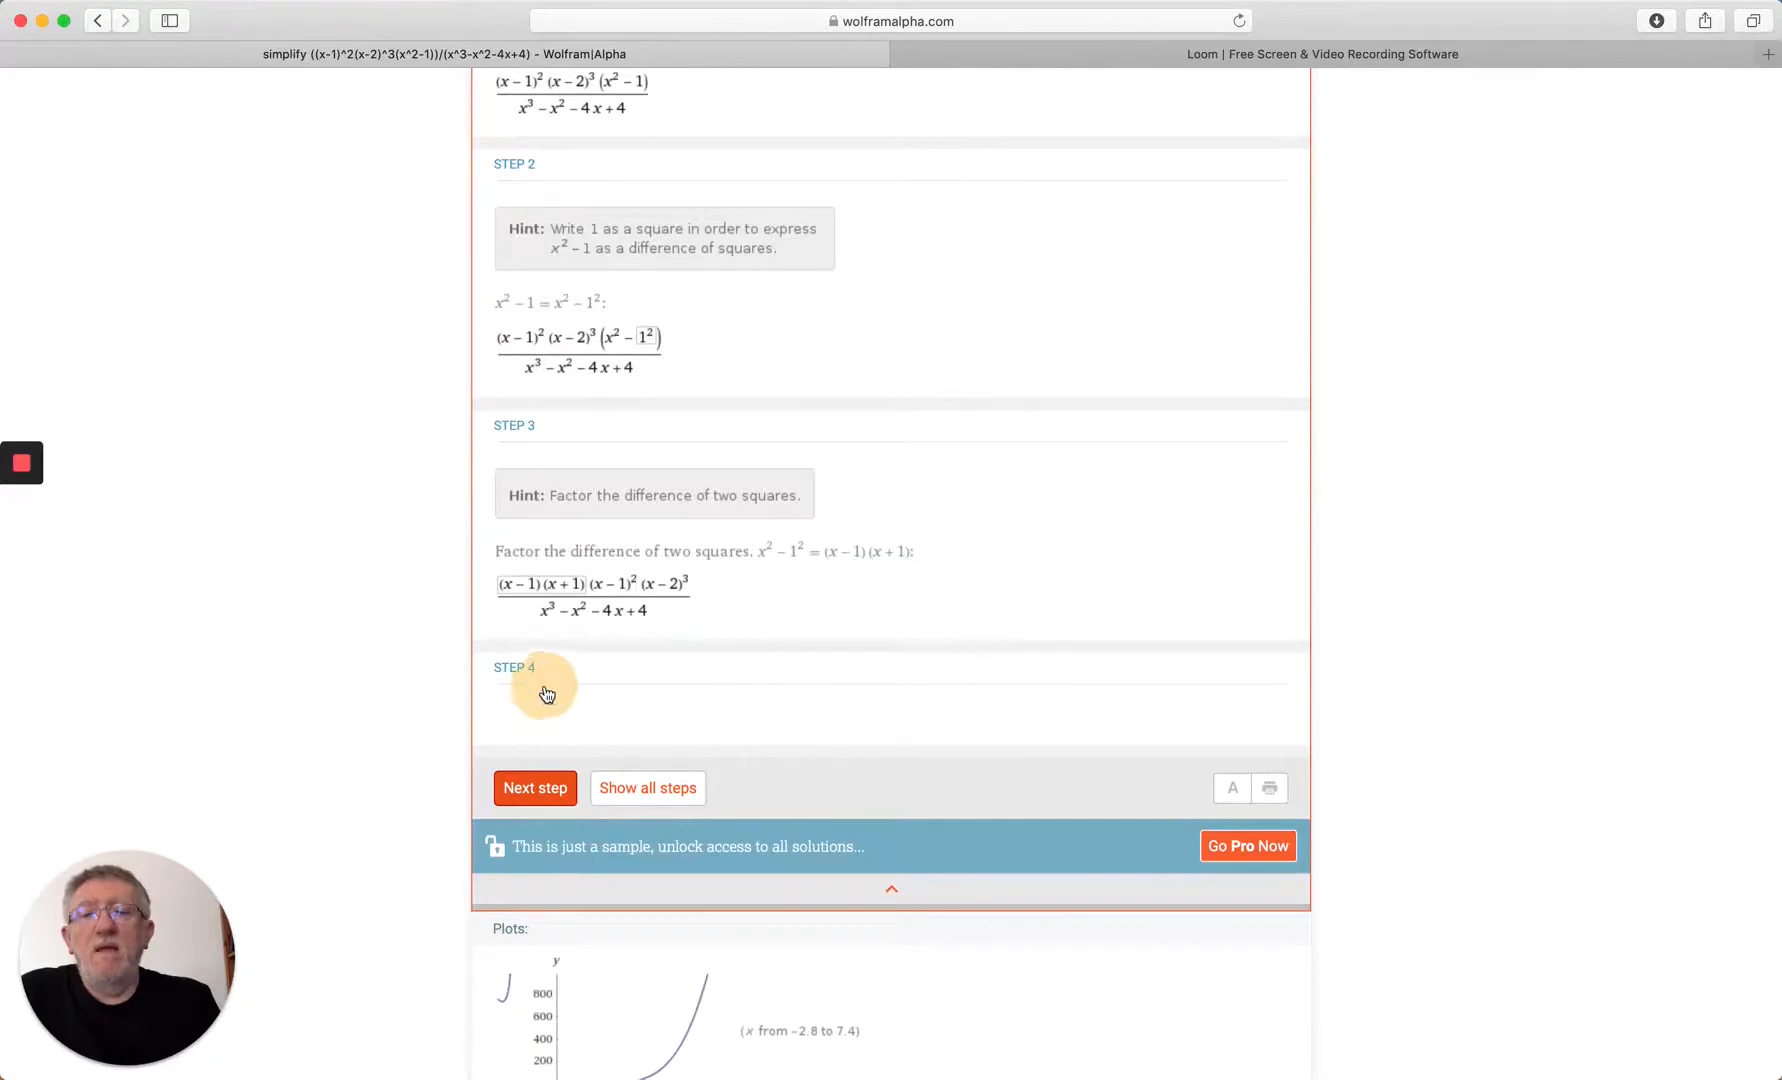 wolframalpha.com
simplify ((x-1)^2(x-2)^3(x^2-1))/(x^3-x^2-4x+4) - Wolfram|Alpha
Loom | Free Screen & Video Recording Software
(x − 1)² (x − 2)³ (x² − 1)
x³ − x² − 4 x + 4
STEP 2
Hint: Write 1 as a square in order to express
x² − 1 as a difference of squares.
x² − 1 = x² − 1²:
(x − 1)² (x − 2)³ (x² − 1²)
x³ − x² − 4 x + 4
STEP 3
Hint: Factor the difference of two squares.
Factor the difference of two squares. x² − 1² = (x − 1) (x + 1):
(x − 1) (x + 1) (x − 1)² (x − 2)³
x³ − x² − 4 x + 4
STEP 4
Next step
Show all steps
A
This is just a sample, unlock access to all solutions...
Go Pro Now
Plots:
y
800
600
400
200
(x from −2.8 to 7.4)